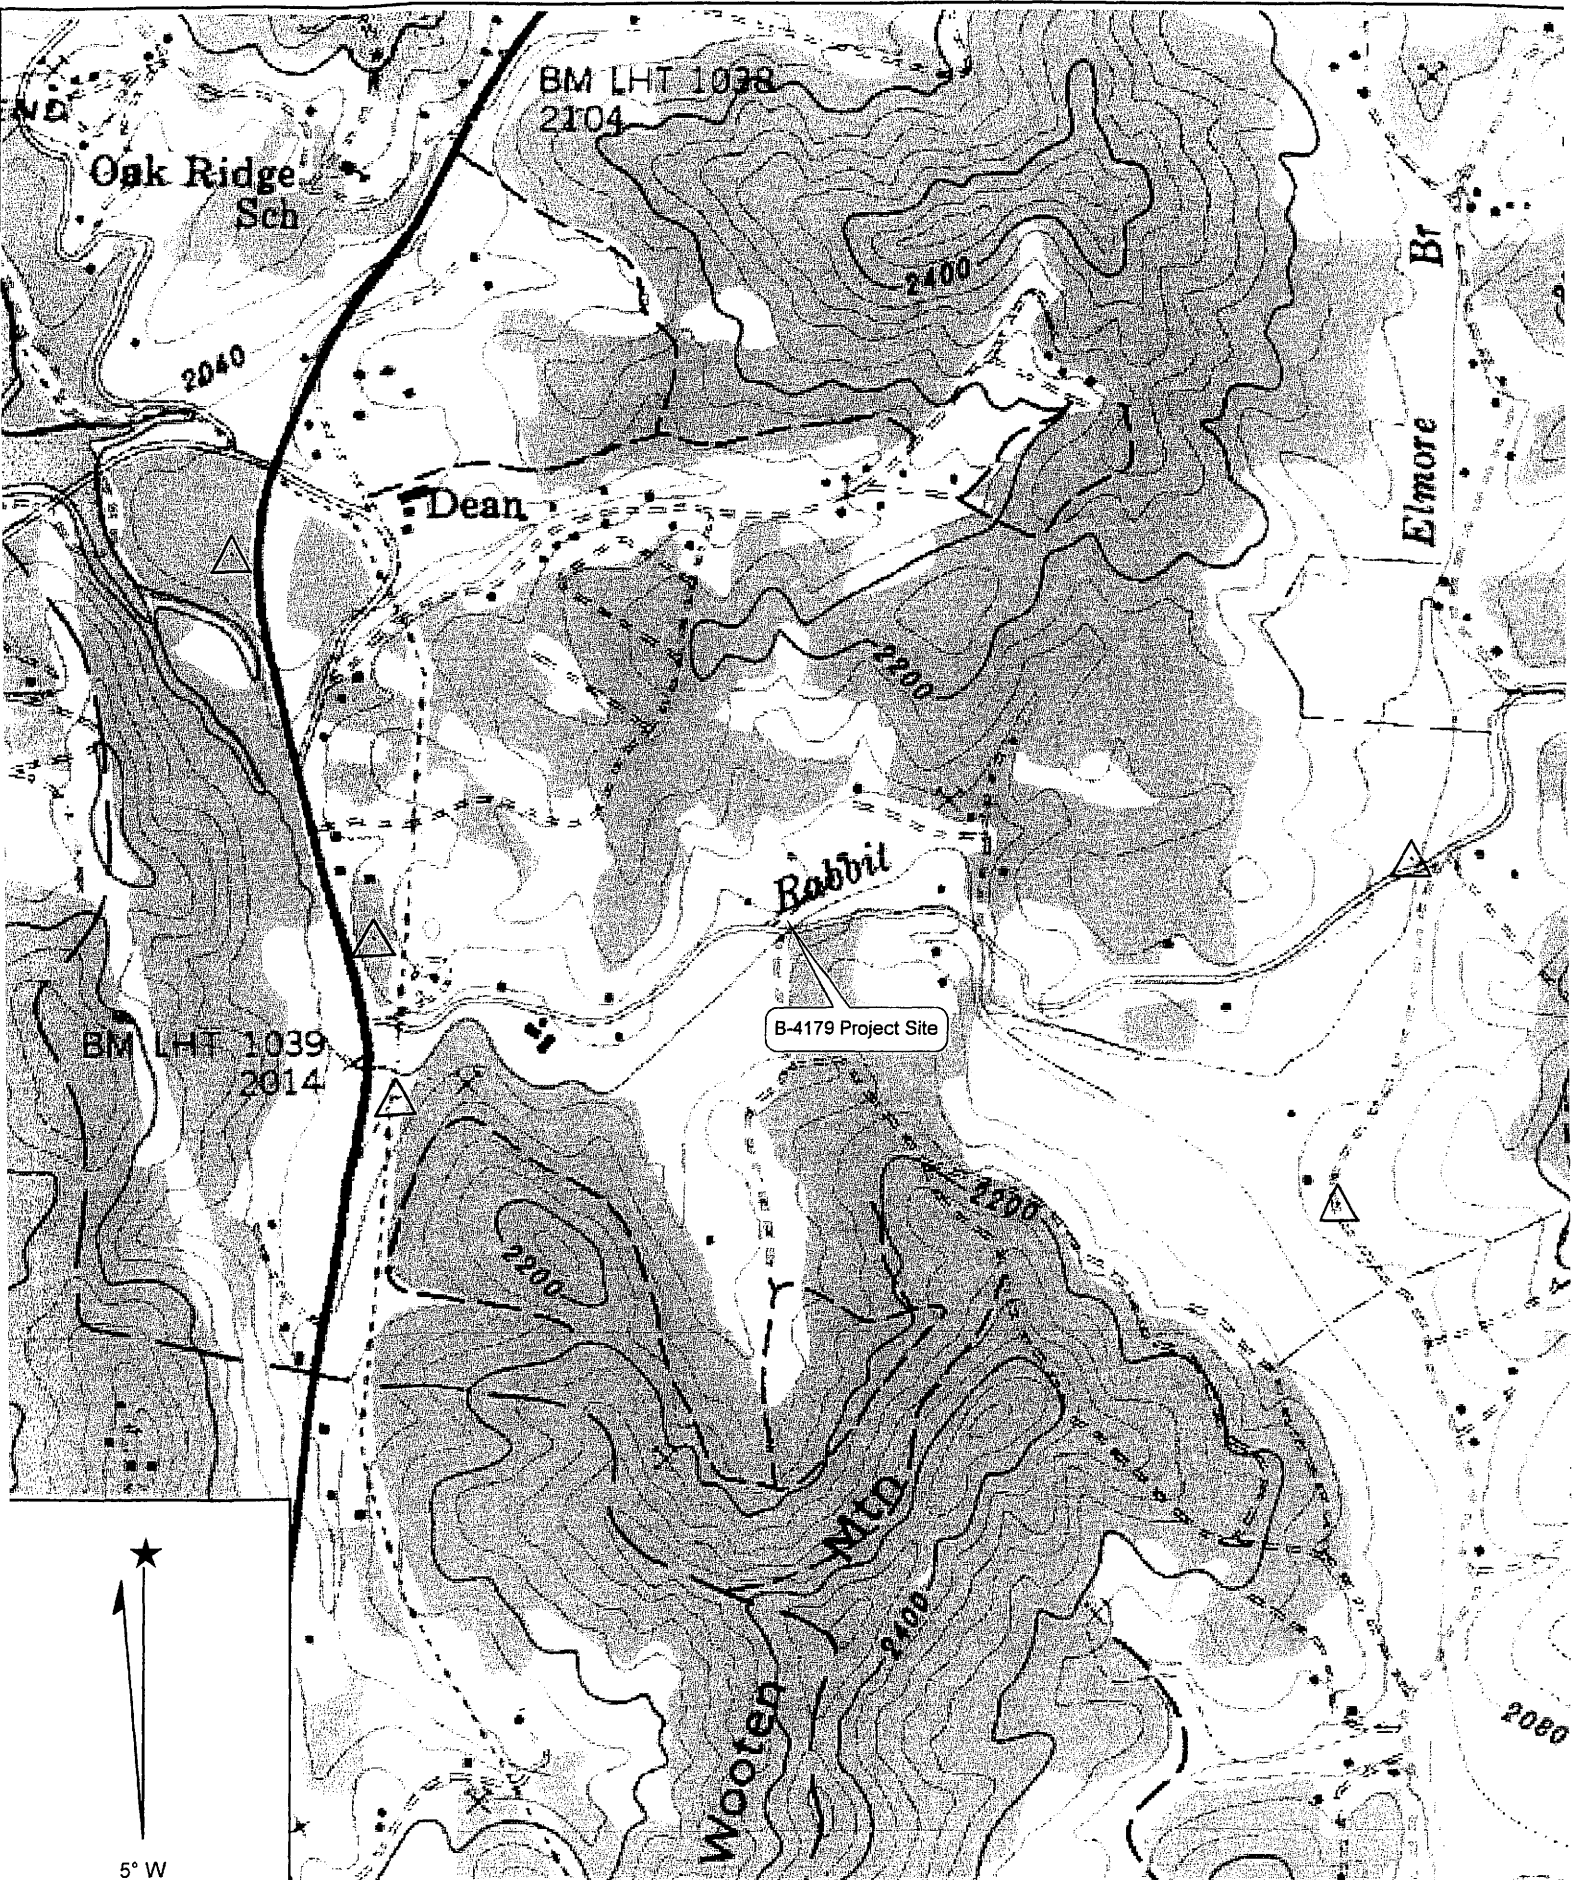 BM LHT 1038
2104
Oak Ridge
Sch
Br
2400
2040
Elmore
Dean
2200
Rabbit
B-4179 Project Site
BM LHT 1039
2014
2200
2200
Mtn
2400
Wooten
2080
5° W